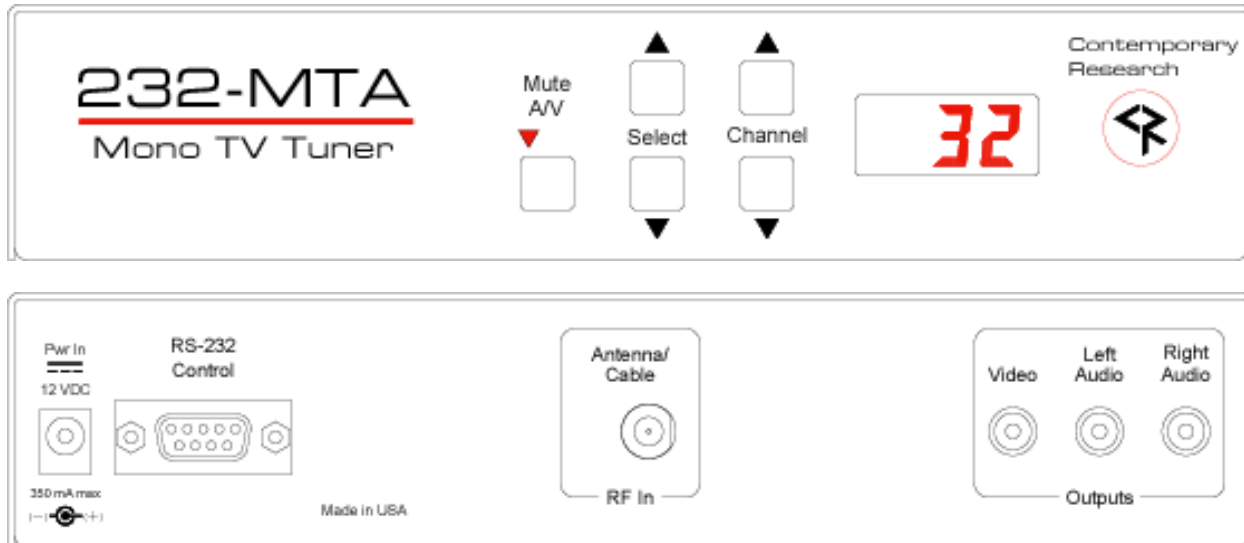 232-MTA
Mono TV Tuner
Mute
A/V
Select
Channel
32
Contemporary
Research
Pwr In
12 VDC
350 mA max
RS-232
Control
Made in USA
Antenna/
Cable
RF In
Video
Left
Audio
Right
Audio
Outputs